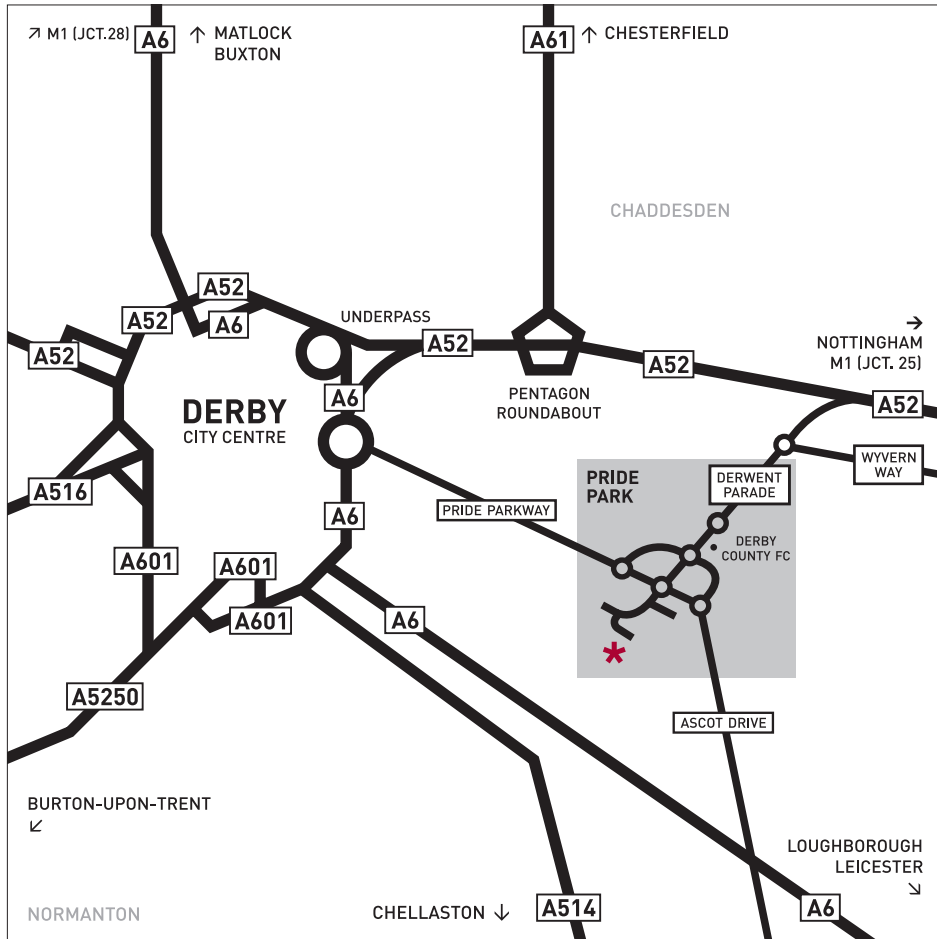 ↗ M1 (JCT.28)
A6
↑ MATLOCK
BUXTON
A61
↑ CHESTERFIELD
CHADDESDEN
A52
A52
A6
UNDERPASS
A52
A52
A52
→
NOTTINGHAM
M1 (JCT. 25)
A52
A6
PENTAGON
ROUNDABOUT
DERBY
CITY CENTRE
A516
A6
PRIDE PARKWAY
PRIDE
PARK
DERWENT
PARADE
WYVERN
WAY
DERBY
COUNTY FC
A601
A601
A601
A6
*
A5250
ASCOT DRIVE
BURTON-UPON-TRENT
↙
LOUGHBOROUGH
LEICESTER
↘
NORMANTON
CHELLASTON ↓
A514
A6